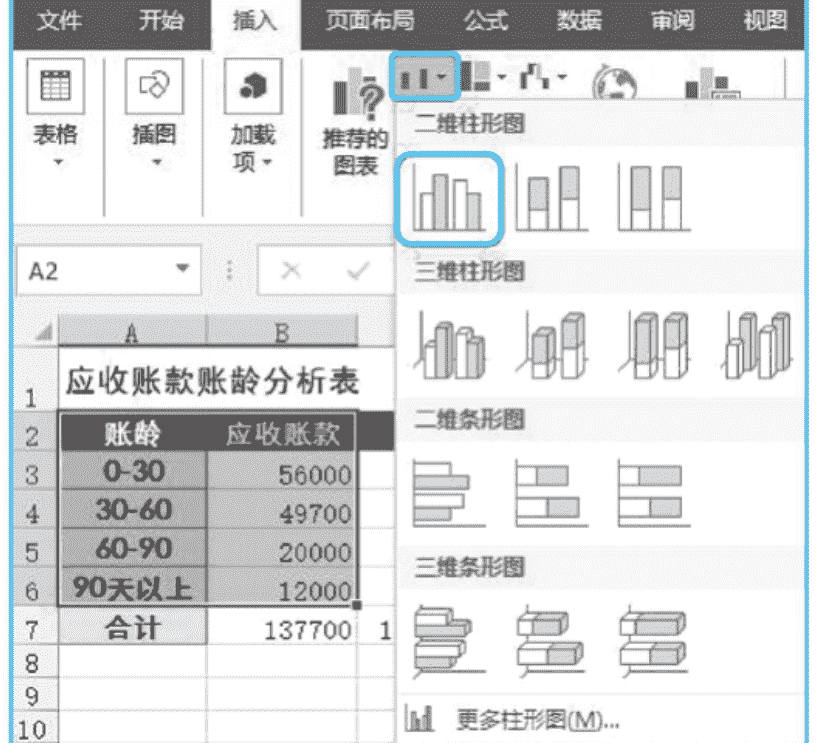 文件 开始 插入 页面布局 公式 数据 审阅 视图
表格 插图 加载项 推荐的图表
二维柱形图
三维柱形图
二维条形图
三维条形图
更多柱形图(M)...
A2
A B
1 应收账款账龄分析表
2 账龄 应收账款
3 0-30 56000
4 30-60 49700
5 60-90 20000
6 90天以上 12000
7 合计 137700 1
8
9
10